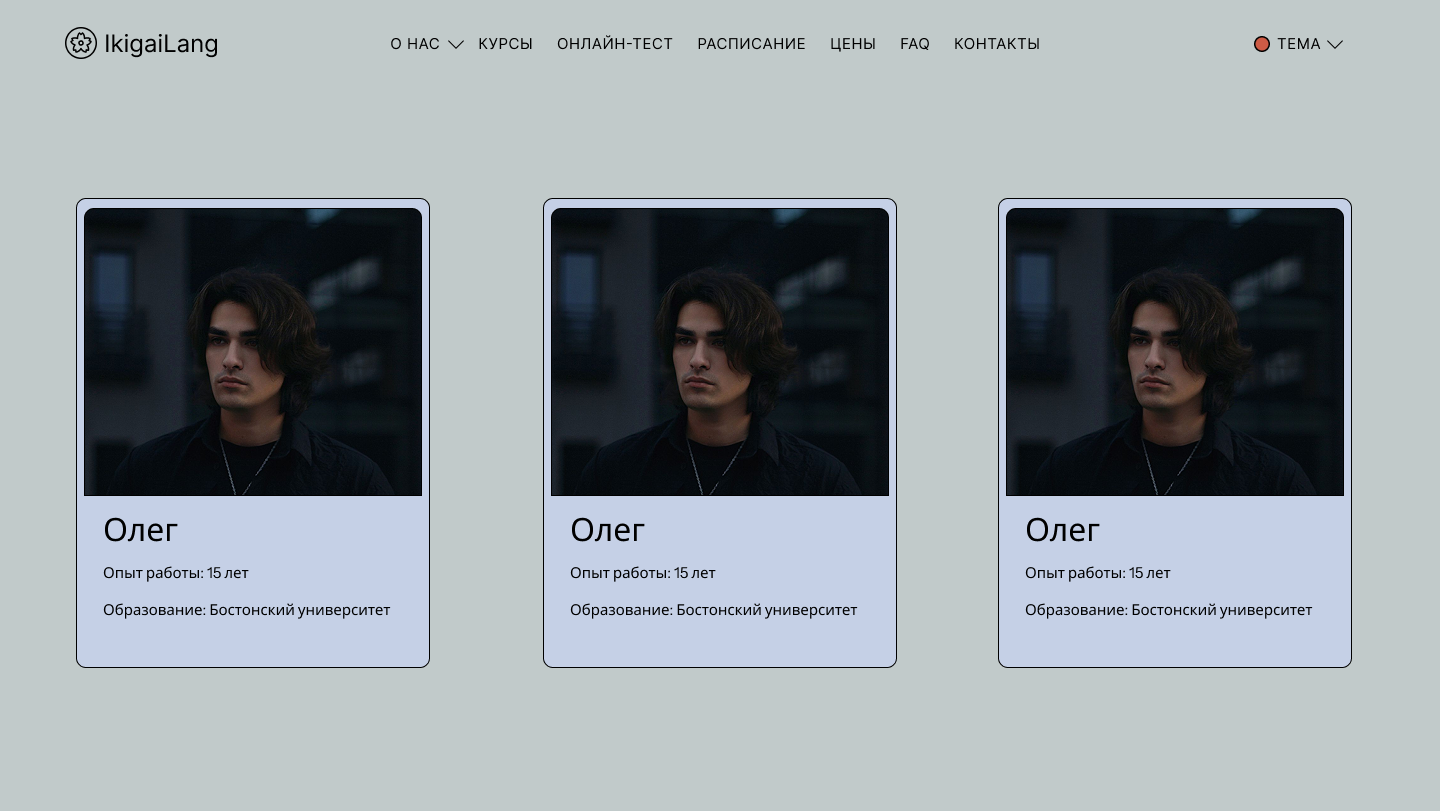 IkigaiLang
О НАС
КУРСЫ
ОНЛАЙН-ТЕСТ
РАСПИСАНИЕ
ЦЕНЫ
FAQ
КОНТАКТЫ
ТЕМА
Олег
Опыт работы: 15 лет
Образование: Бостонский университет
Олег
Опыт работы: 15 лет
Образование: Бостонский университет
Олег
Опыт работы: 15 лет
Образование: Бостонский университет